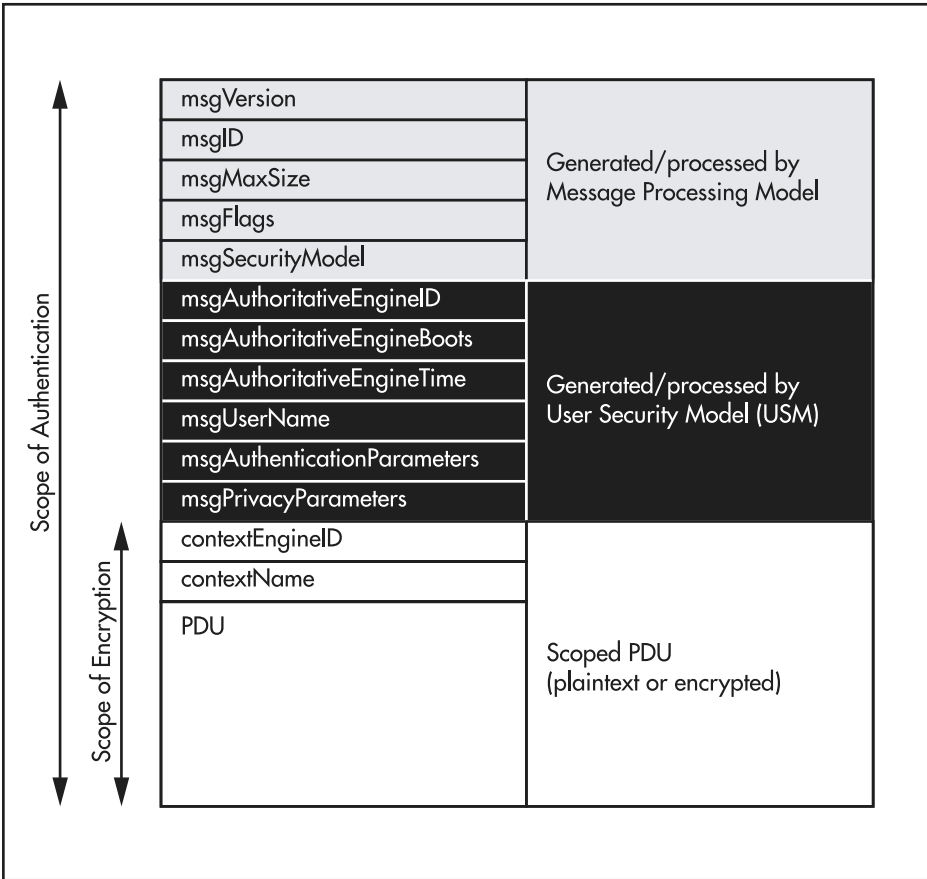 msgVersion
msgID
msgMaxSize
msgFlags
msgSecurityModel
Generated/processed by
Message Processing Model
msgAuthoritativeEngineID
msgAuthoritativeEngineBoots
msgAuthoritativeEngineTime
msgUserName
msgAuthenticationParameters
msgPrivacyParameters
Generated/processed by
User Security Model (USM)
contextEngineID
contextName
PDU
Scoped PDU
(plaintext or encrypted)
Scope of Authentication
Scope of Encryption